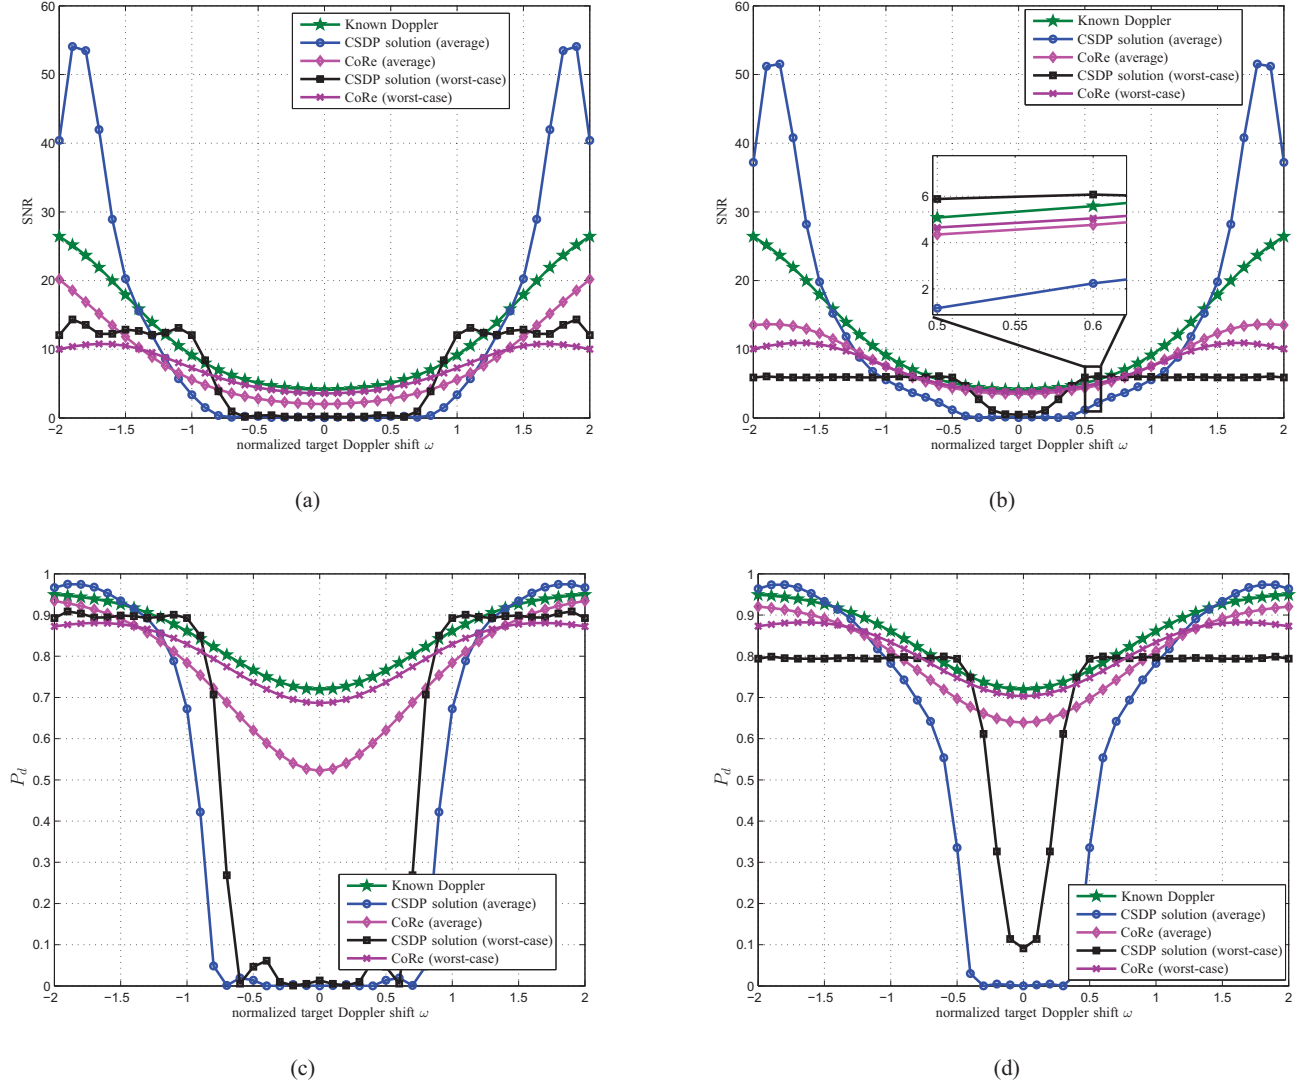 60
50
40
30
20
10
0
SNR
Known Doppler
CSDP solution (average)
CoRe (average)
CSDP solution (worst-case)
CoRe (worst-case)
−2 −1.5 −1 −0.5 0 0.5 1 1.5 2
normalized target Doppler shift ω
(a)
60
50
40
30
20
10
0
SNR
Known Doppler
CSDP solution (average)
CoRe (average)
CSDP solution (worst-case)
CoRe (worst-case)
6
4
2
0.5 0.55 0.6
−2 −1.5 −1 −0.5 0 0.5 1 1.5 2
normalized target Doppler shift ω
(b)
1
0.9
0.8
0.7
0.6
0.5
0.4
0.3
0.2
0.1
0
P_d
Known Doppler
CSDP solution (average)
CoRe (average)
CSDP solution (worst-case)
CoRe (worst-case)
−2 −1.5 −1 −0.5 0 0.5 1 1.5 2
normalized target Doppler shift ω
(c)
1
0.9
0.8
0.7
0.6
0.5
0.4
0.3
0.2
0.1
0
P_d
Known Doppler
CSDP solution (average)
CoRe (average)
CSDP solution (worst-case)
CoRe (worst-case)
−2 −1.5 −1 −0.5 0 0.5 1 1.5 2
normalized target Doppler shift ω
(d)